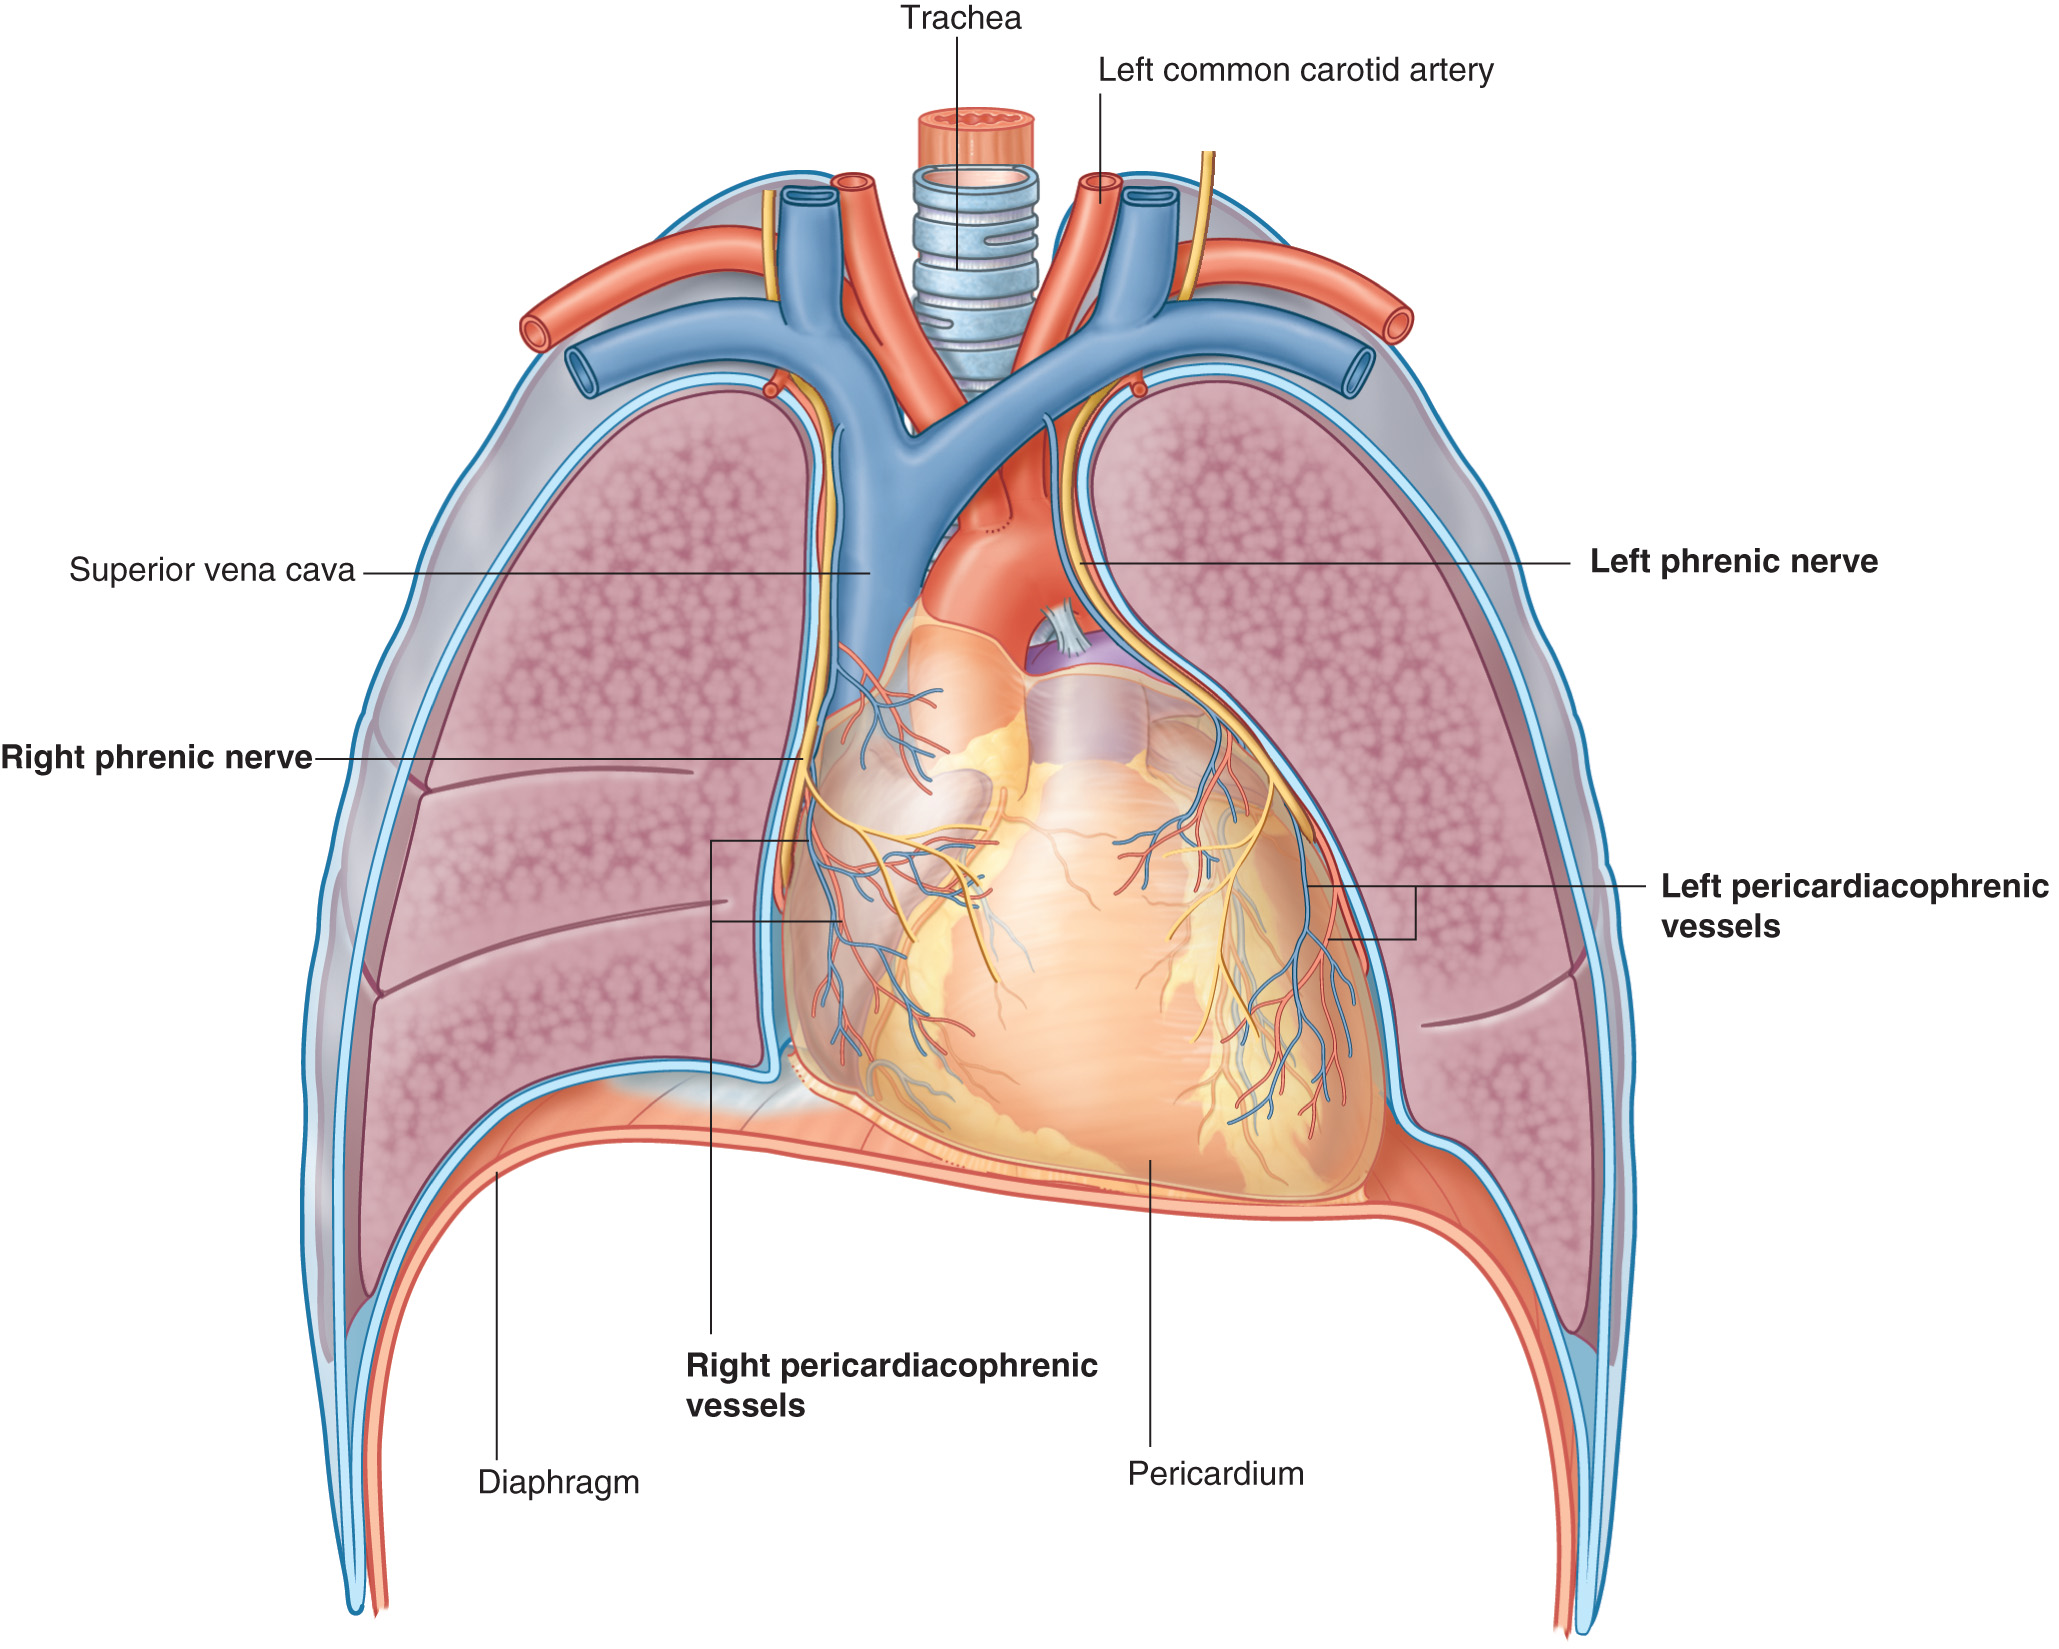 Trachea
Left common carotid artery
Superior vena cava
Left phrenic nerve
Right phrenic nerve
Left pericardiacophrenic
vessels
Right pericardiacophrenic
vessels
Diaphragm
Pericardium